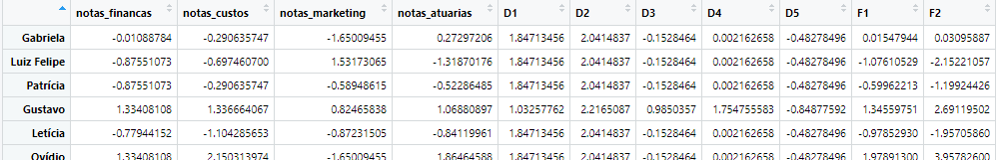 notas_financas notas_custos notas_marketing notas_atuarias D1 D2 D3 D4 D5 F1 F2
Gabriela -0.01088784 -0.290635747 -1.65009455 0.27297206 1.84713456 2.0414837 -0.1528464 0.002162658 -0.48278496 0.01547944 0.03095887
Luiz Felipe -0.87551073 -0.697460700 1.53173065 -1.31870176 1.84713456 2.0414837 -0.1528464 0.002162658 -0.48278496 -1.07610529 -2.15221057
Patrícia -0.87551073 -0.290635747 -0.58948615 -0.52286485 1.84713456 2.0414837 -0.1528464 0.002162658 -0.48278496 -0.59962213 -1.19924426
Gustavo 1.33408108 1.336664067 0.82465838 1.06880897 1.03257762 2.2165087 0.9850357 1.754755583 -0.84877592 1.34559751 2.69119502
Letícia -0.77944152 -1.104285653 -0.87231505 -0.84119961 1.84713456 2.0414837 -0.1528464 0.002162658 -0.48278496 -0.97852930 -1.95705860
Ovídio 1.33408108 2.150313974 -1.65009455 1.86464588 1.84713456 2.0414837 -0.1528464 0.002162658 -0.48278496 1.97891300 3.95782600